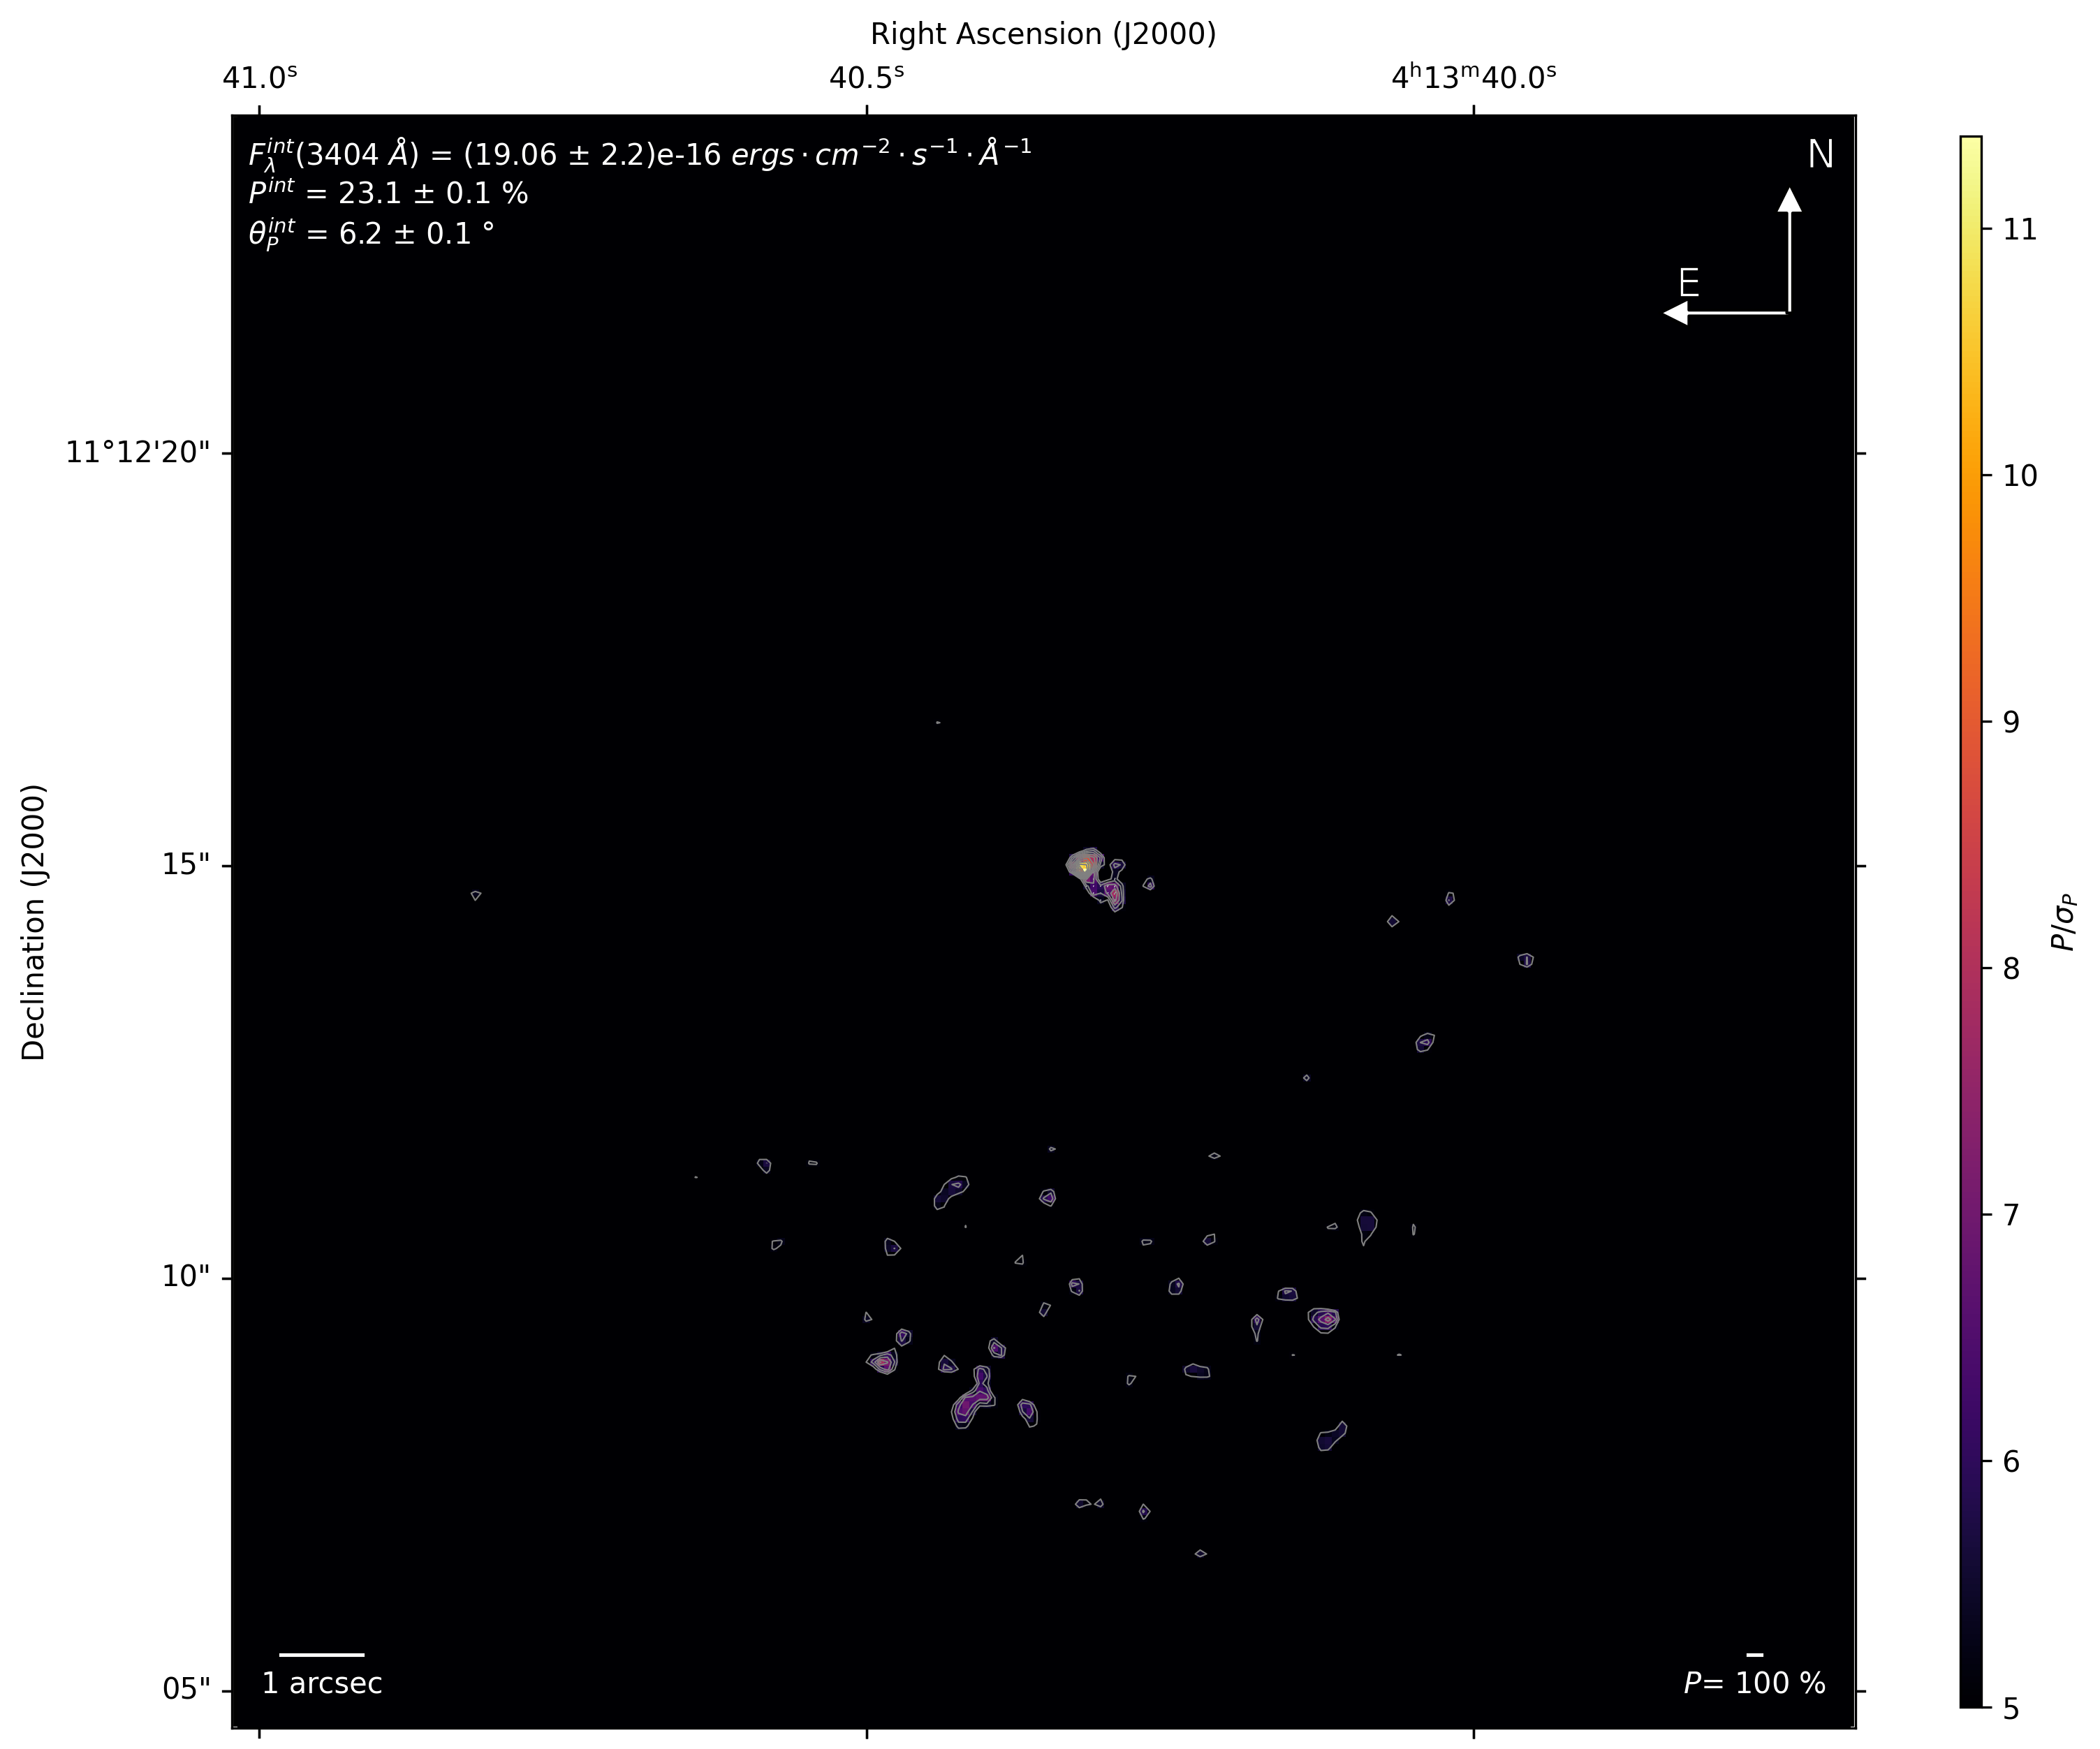 Right Ascension (J2000)
41.0ˢ 40.5ˢ 4ʰ13ᵐ40.0ˢ
F_λ^int(3404 Å) = (19.06 ± 2.2)e-16 ergs · cm⁻² · s⁻¹ · Å⁻¹
P^int = 23.1 ± 0.1 %
θ_P^int = 6.2 ± 0.1 °
N
E
11°12'20"
15"
10"
05"
Declination (J2000)
1 arcsec
P= 100 %
11
10
9
8
7
6
5
P/σ_P